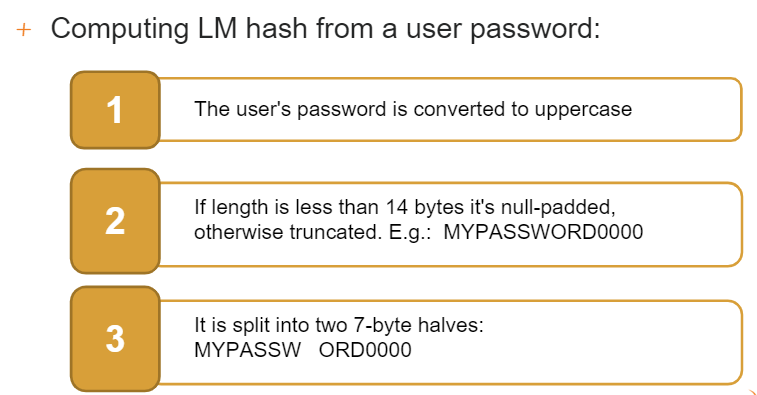 + Computing LM hash from a user password:
1
The user's password is converted to uppercase
2
If length is less than 14 bytes it's null-padded,
otherwise truncated. E.g.: MYPASSWORD0000
3
It is split into two 7-byte halves:
MYPASSW ORD0000